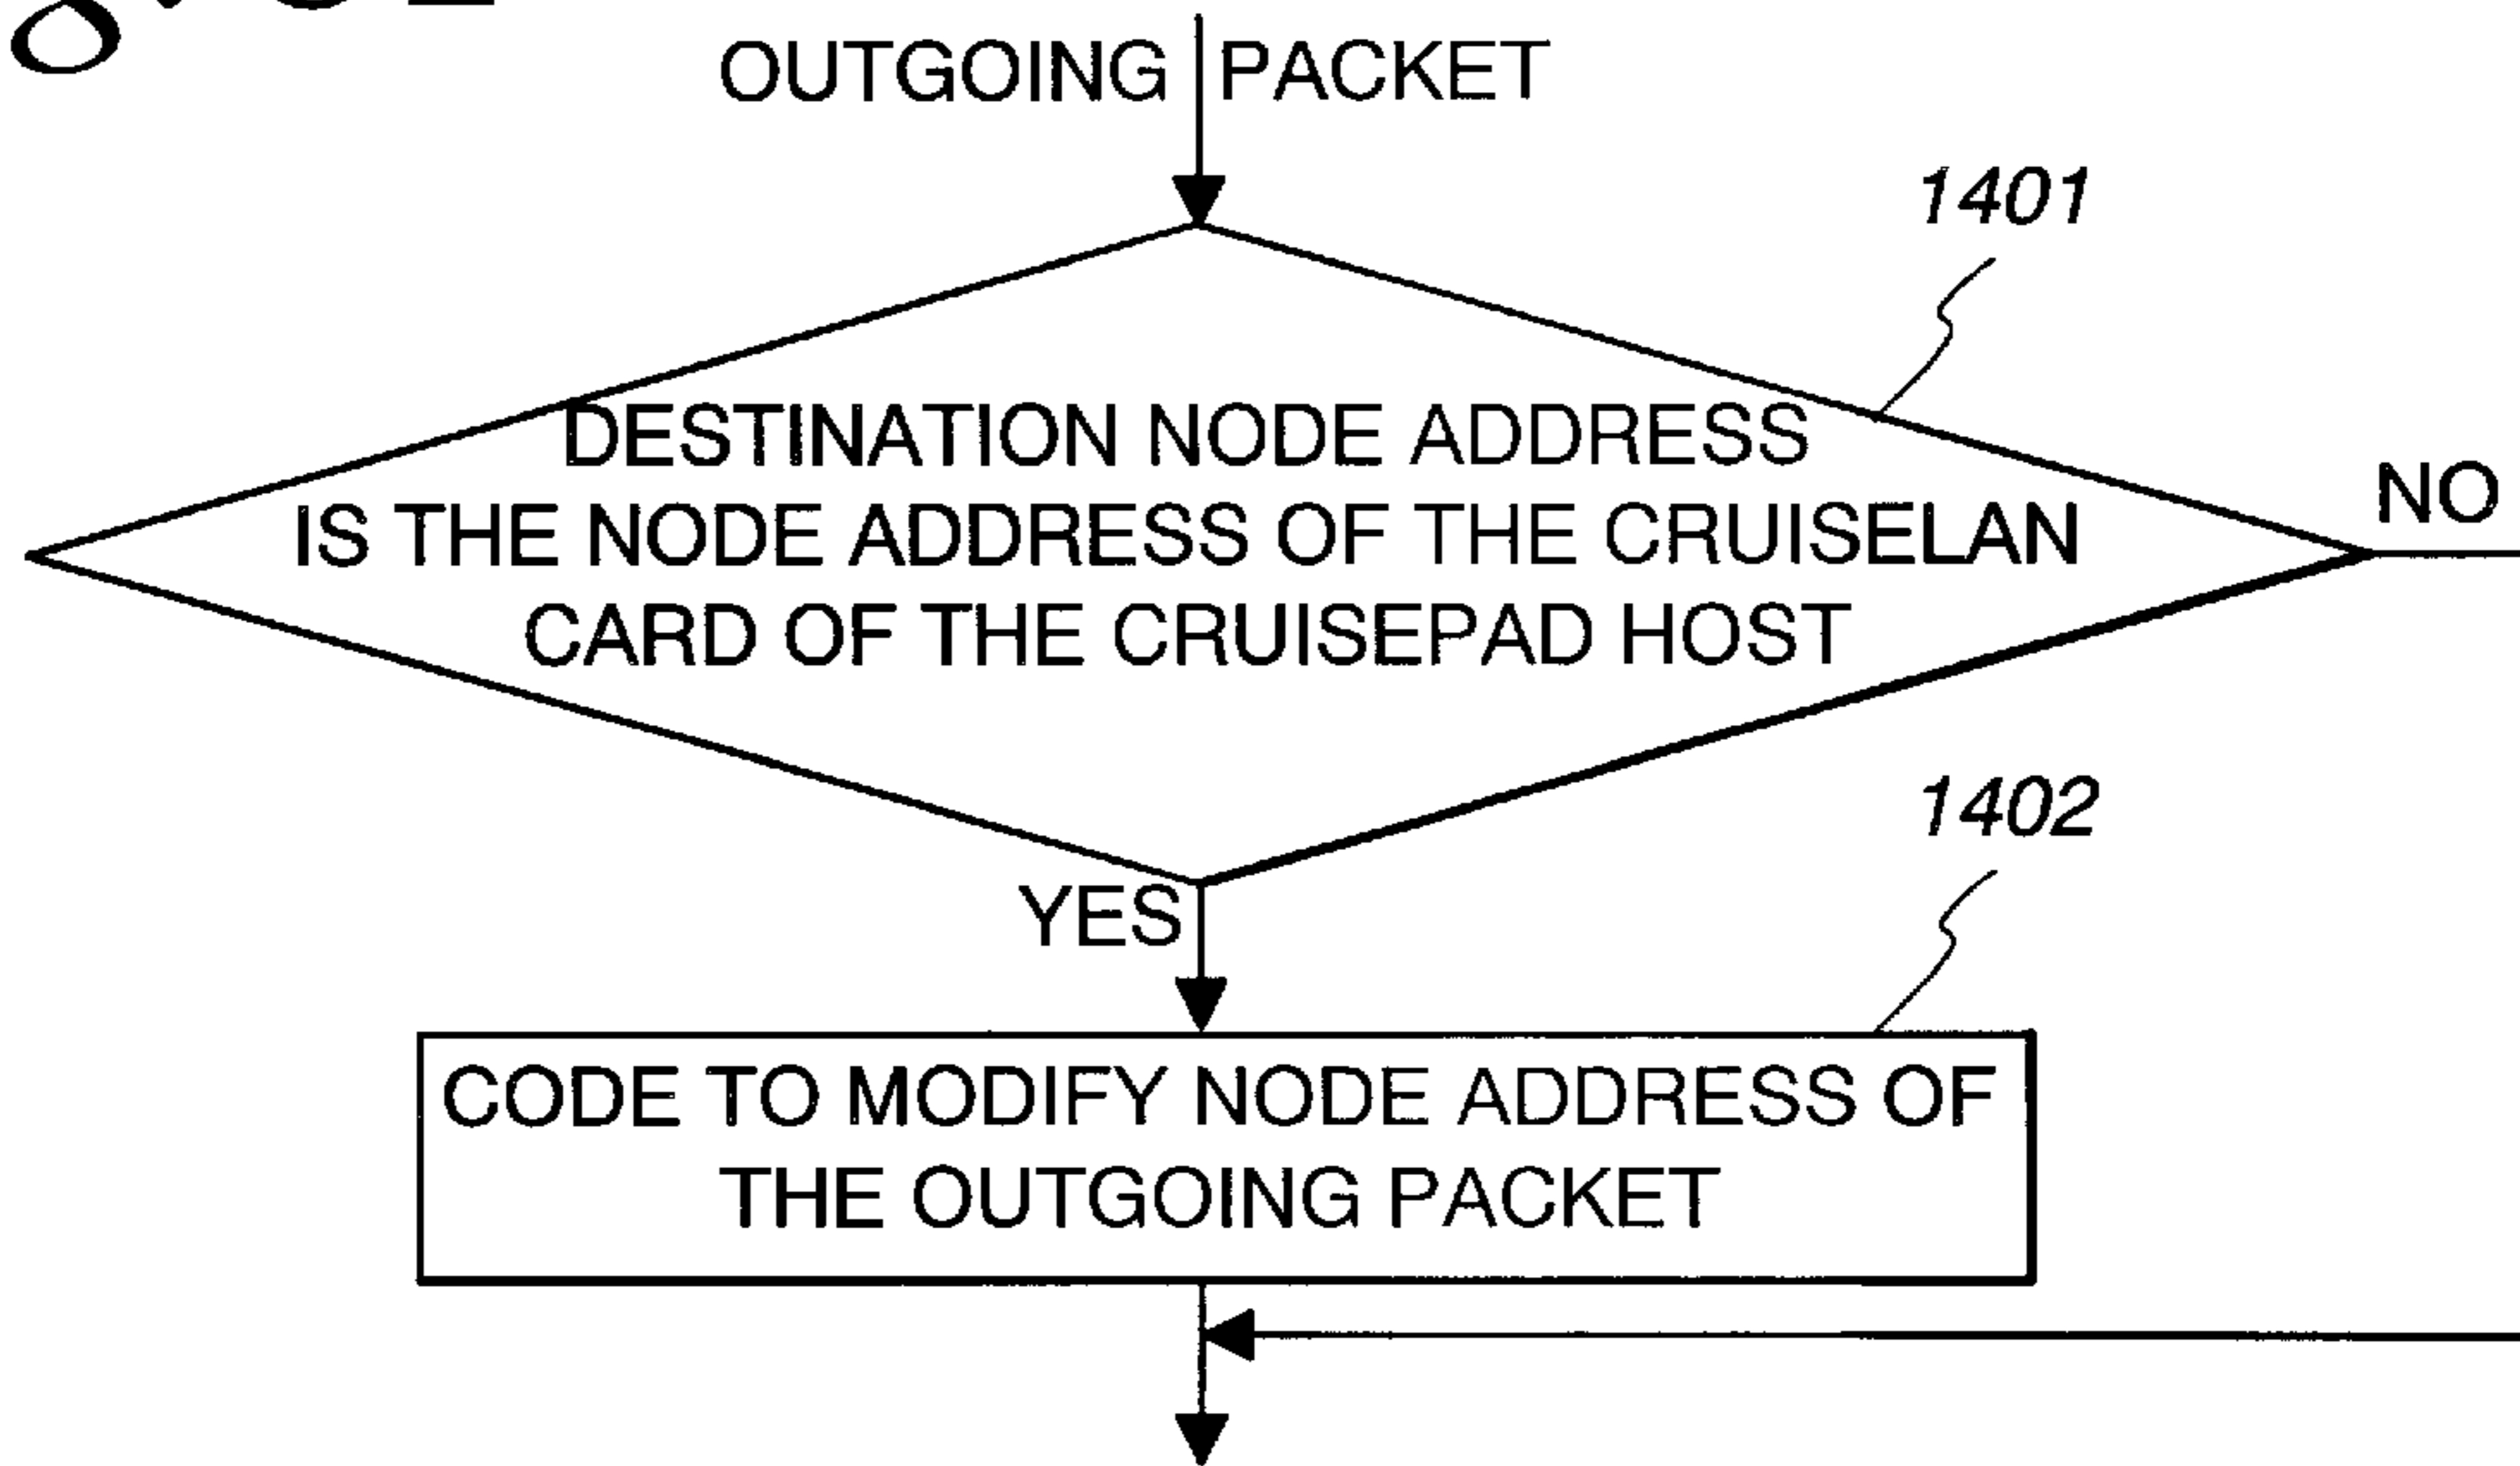 OUTGOING PACKET
1401
DESTINATION NODE ADDRESS
IS THE NODE ADDRESS OF THE CRUISELAN
CARD OF THE CRUISEPAD HOST
NO
1402
YES
CODE TO MODIFY NODE ADDRESS OF
THE OUTGOING PACKET